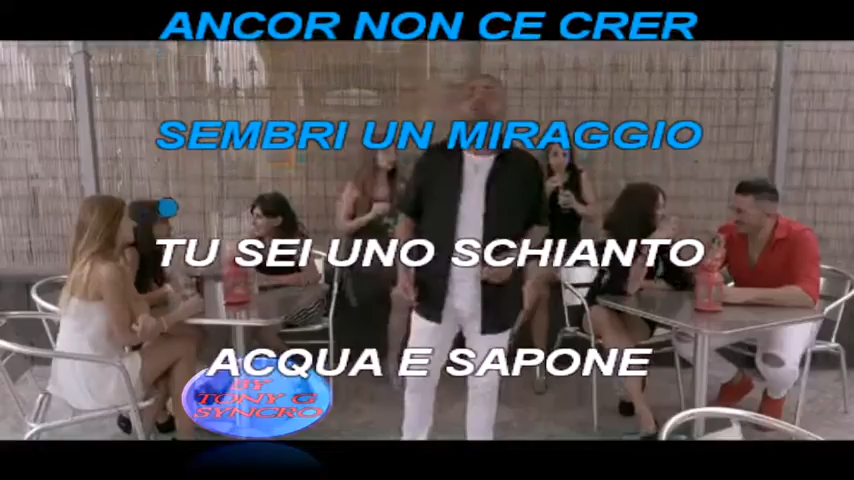 ANCOR NON CE CRER
SEMBRI UN MIRAGGIO
TU SEI UNO SCHIANTO
ACQUA E SAPONE
BY
TONY G
SYNCRO